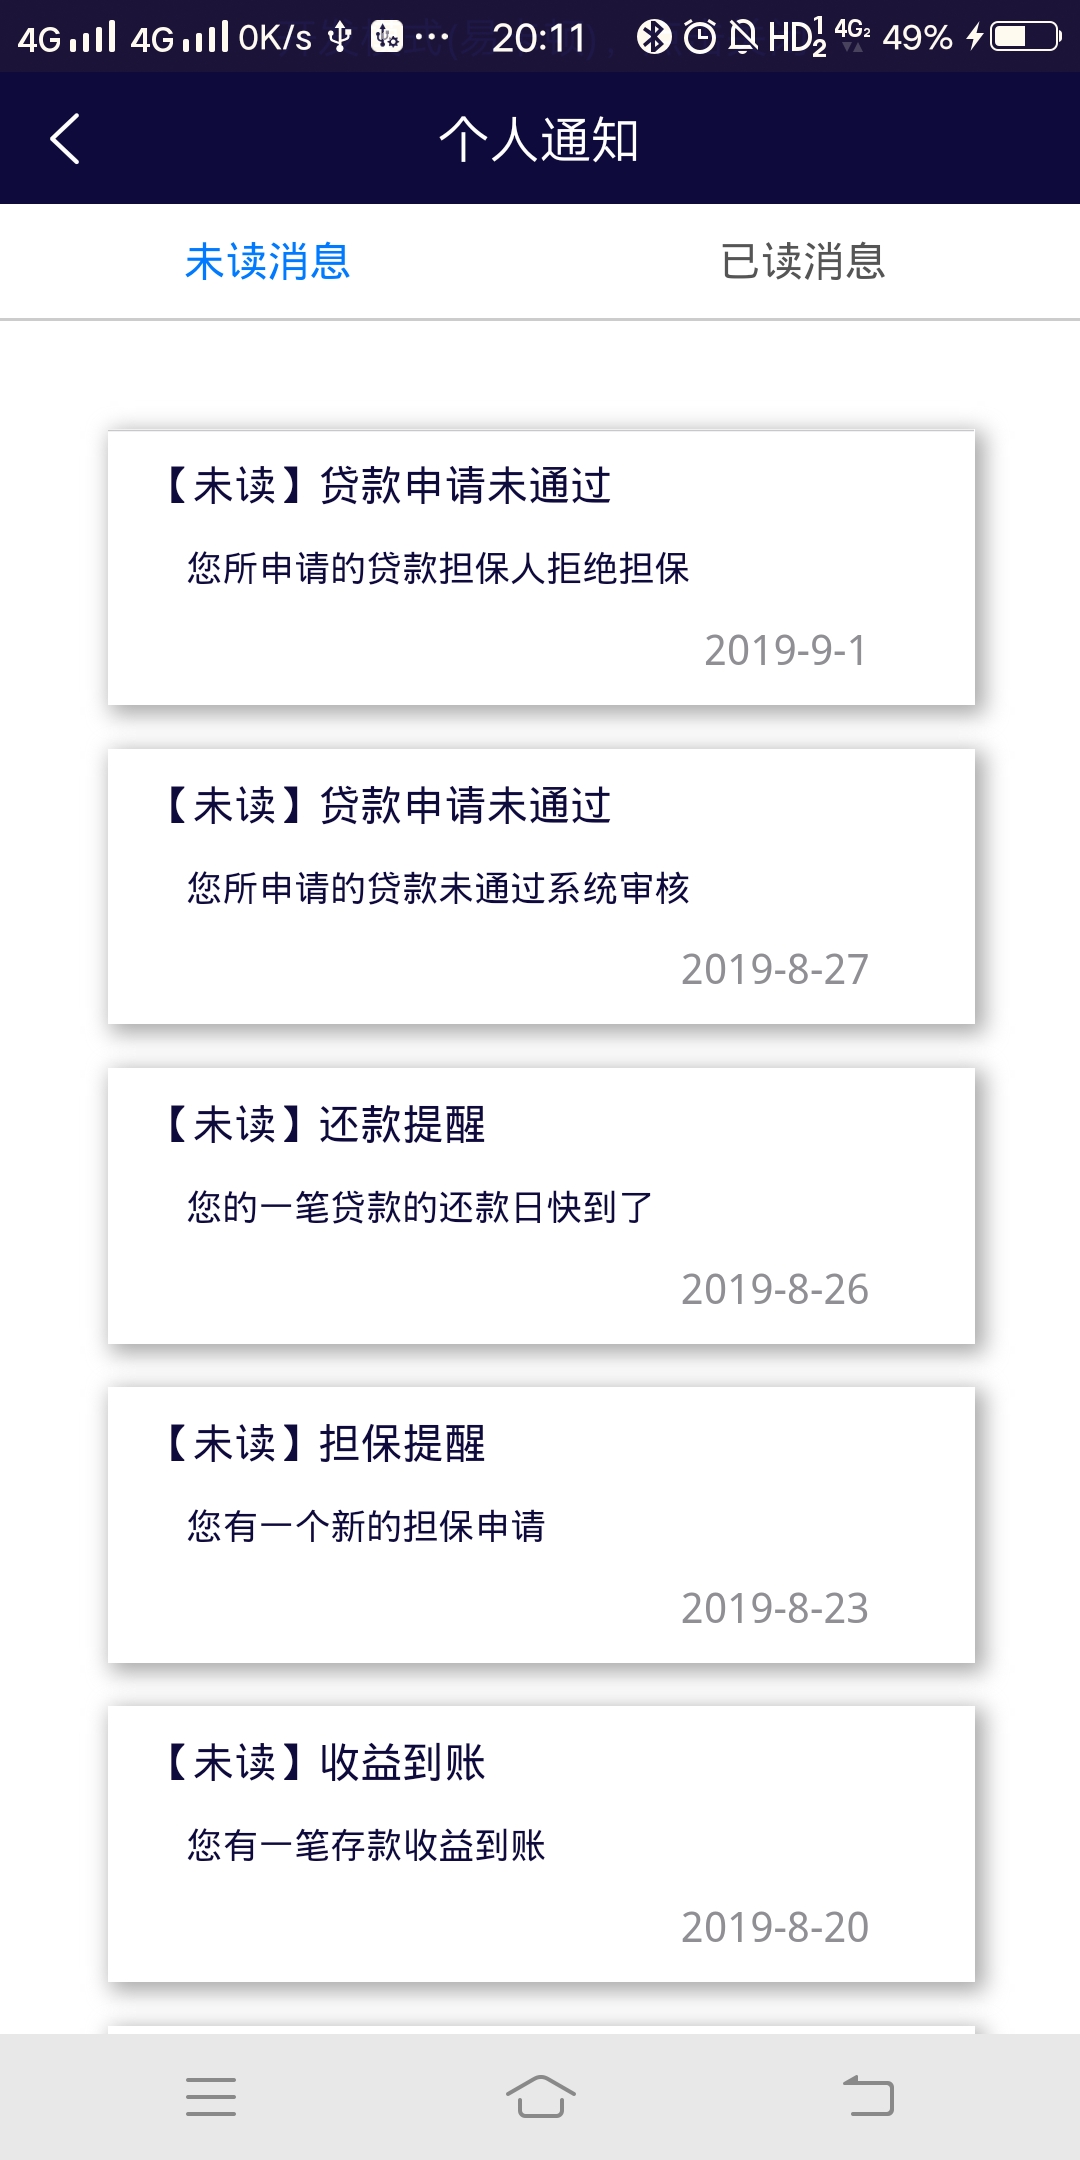 4G 4G 0K/s 20:11 HD 1 2 4G2 49%
个人通知
未读消息 已读消息
【未读】贷款申请未通过
您所申请的贷款担保人拒绝担保
2019-9-1
【未读】贷款申请未通过
您所申请的贷款未通过系统审核
2019-8-27
【未读】还款提醒
您的一笔贷款的还款日快到了
2019-8-26
【未读】担保提醒
您有一个新的担保申请
2019-8-23
【未读】收益到账
您有一笔存款收益到账
2019-8-20